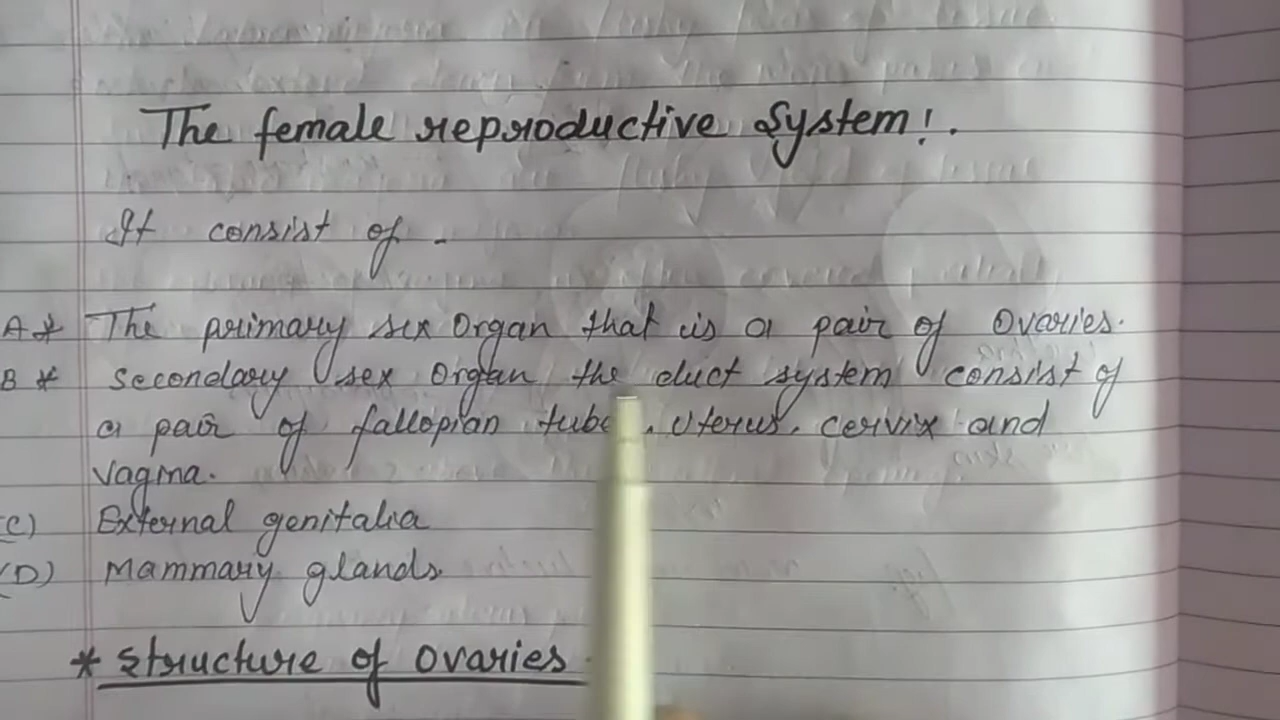 The female reproductive System!.
It consist of -
A* The primary sex Organ that is a pair of Ovaries.
B * Secondary sex Organ the duct system consist of
a pair of fallopian tube, Uterus, cervix and
vagina.
(C) External genitalia
(D) Mammary glands.
* Structure of Ovaries